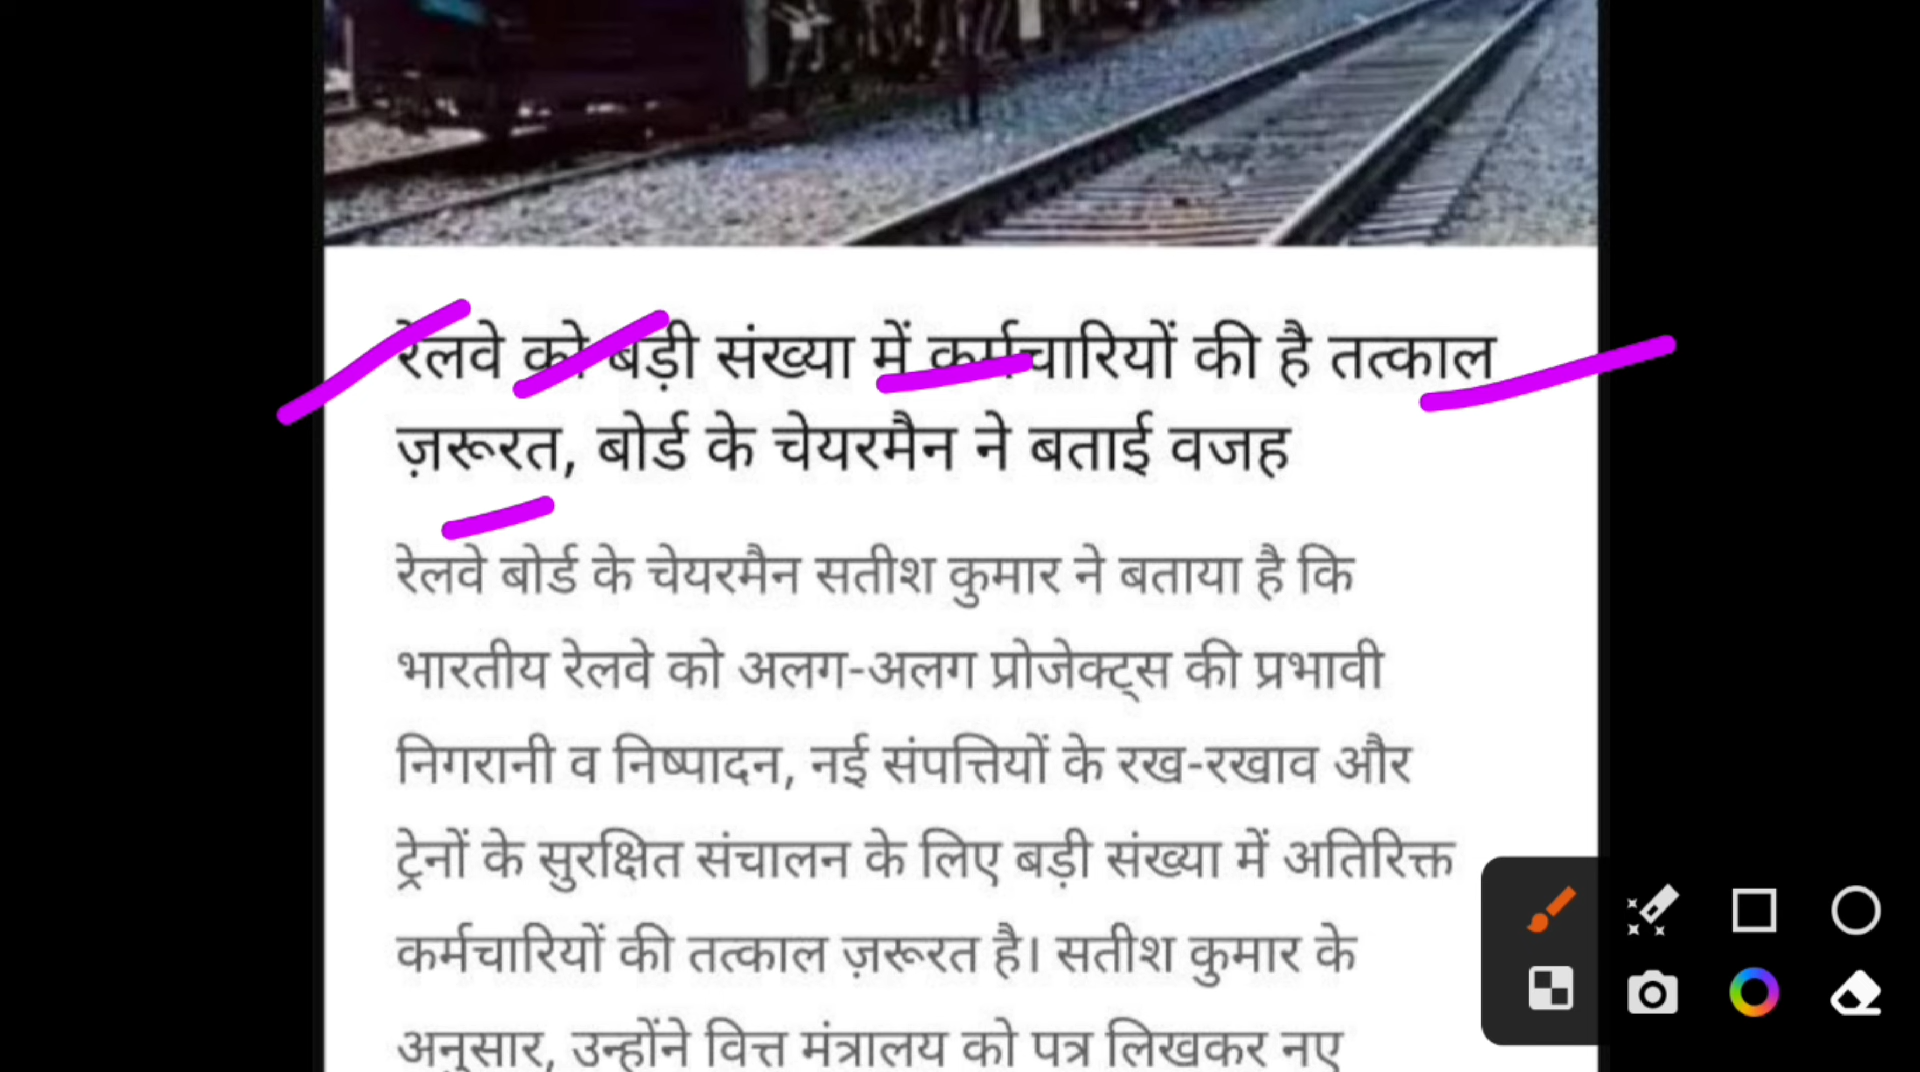 रेलवे को बड़ी संख्या में कर्मचारियों की है तत्काल
ज़रूरत, बोर्ड के चेयरमैन ने बताई वजह
रेलवे बोर्ड के चेयरमैन सतीश कुमार ने बताया है कि
भारतीय रेलवे को अलग-अलग प्रोजेक्ट्स की प्रभावी
निगरानी व निष्पादन, नई संपत्तियों के रख-रखाव और
ट्रेनों के सुरक्षित संचालन के लिए बड़ी संख्या में अतिरिक्त
कर्मचारियों की तत्काल ज़रूरत है। सतीश कुमार के
अनुसार, उन्होंने वित्त मंत्रालय को पत्र लिखकर नए